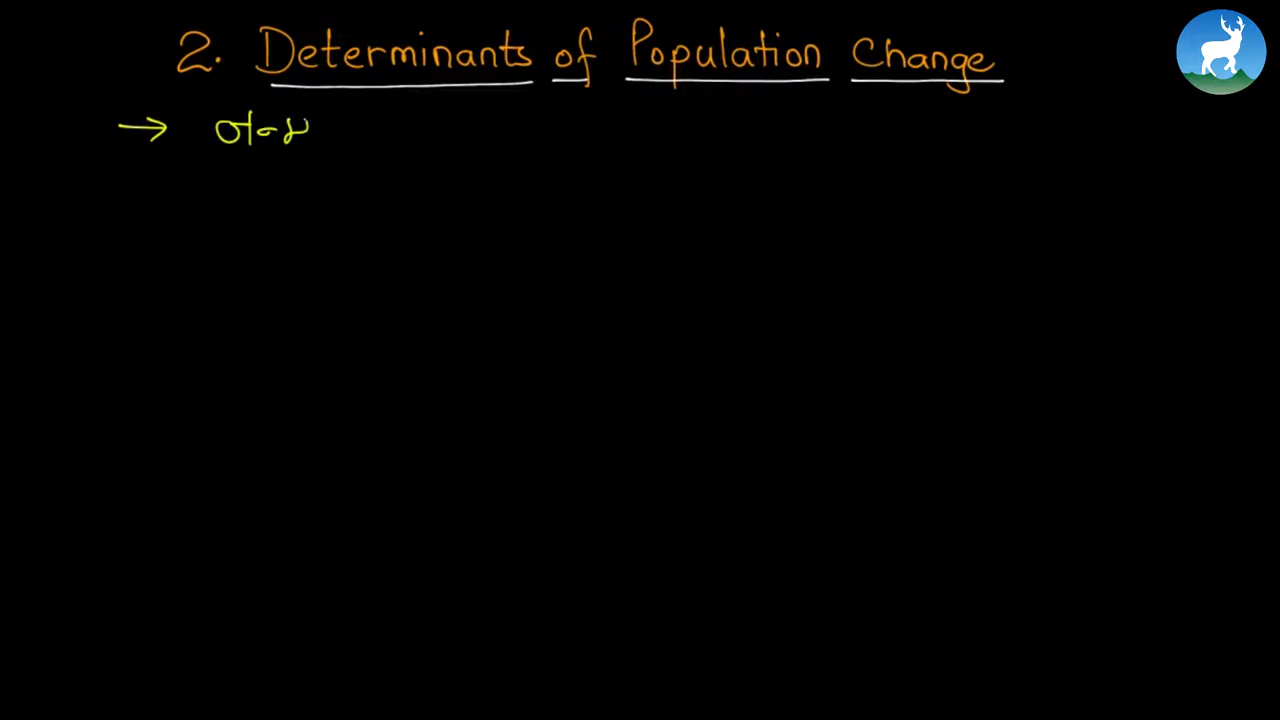 2. Determinants of Population Change
→